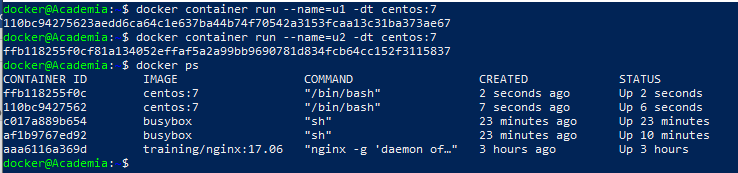 docker@Academia: $ docker container run --name=u1 -dt centos:7
110bc94275623aedd6ca64c1e637ba44b74f70542a3153fcaa13c31ba373ae67
docker@Academia: $ docker container run --name=u2 -dt centos:7
ffb118255f0cf81a134052effaf5a2a99bb9690781d834fcb64cc152f3115837
docker@Academia: $ docker ps
CONTAINER ID IMAGE COMMAND CREATED STATUS
ffb118255f0c centos:7 "/bin/bash" 2 seconds ago Up 2 seconds
110bc9427562 centos:7 "/bin/bash" 7 seconds ago Up 6 seconds
c017a889b654 busybox "sh" 23 minutes ago Up 23 minutes
af1b9767ed92 busybox "sh" 23 minutes ago Up 10 minutes
aaa6116a369d training/nginx:17.06 "nginx -g 'daemon of…" 3 hours ago Up 3 hours
docker@Academia: $